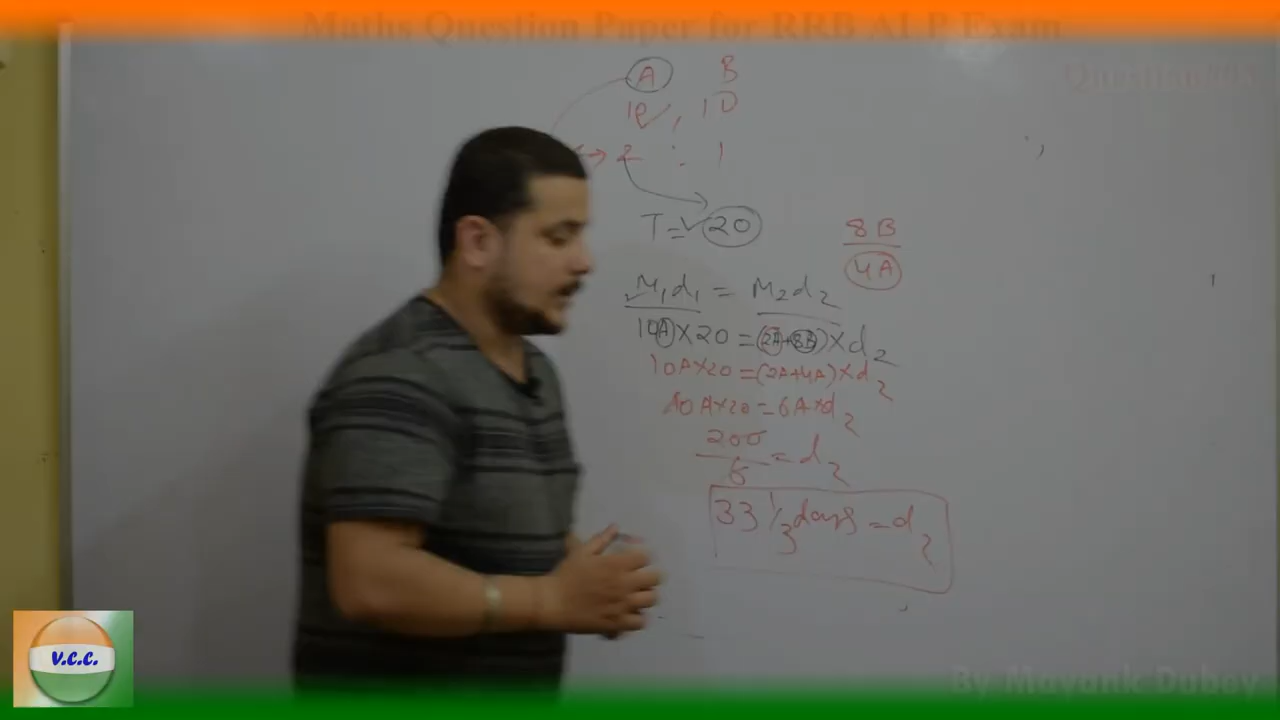 Maths Question Paper for RRB ALP Exam
A B
10 , 10
2 : 1
T = 20
8B
4A
M1d1 = M2d2
10A×20 = (2A+8B)×d2
10A×20 = (2A+4A)×d2
10A×20 = 6A×d2
200/6 = d2
33 1/3 days = d2
V.C.C.
By Mayank Dubey